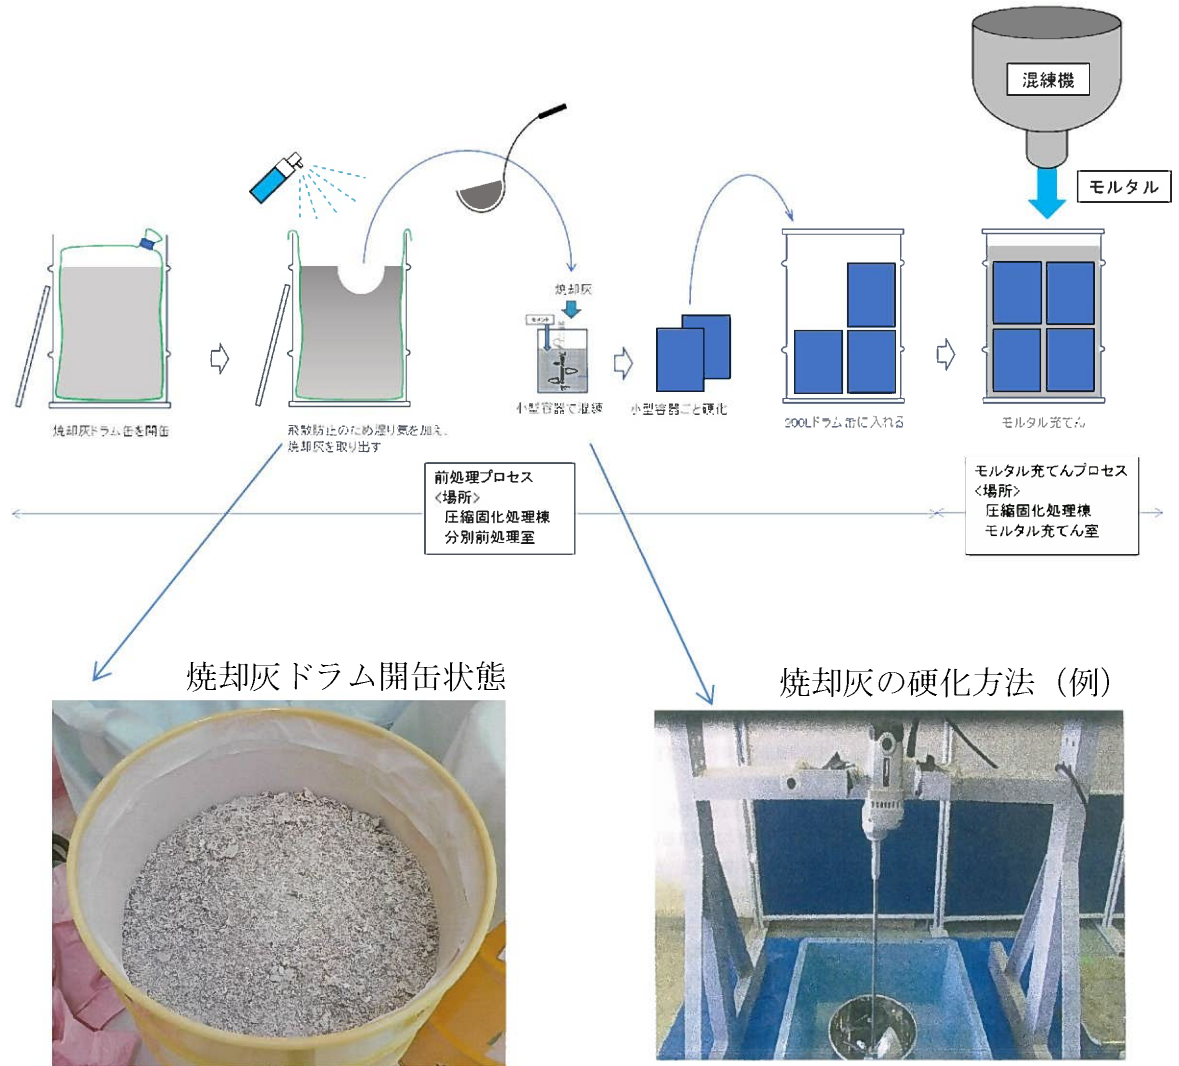 混練機
モルタル
焼却灰
セメント
焼却灰ドラム缶を開缶
飛散防止のため湿り気を加え、
焼却灰を取り出す
小型容器で混練
小型容器ごと硬化
200Lドラム缶に入れる
モルタル充てん
前処理プロセス
<場所>
圧縮固化処理棟
分別前処理室
モルタル充てんプロセス
<場所>
圧縮固化処理棟
モルタル充てん室
焼却灰ドラム開缶状態
焼却灰の硬化方法（例）